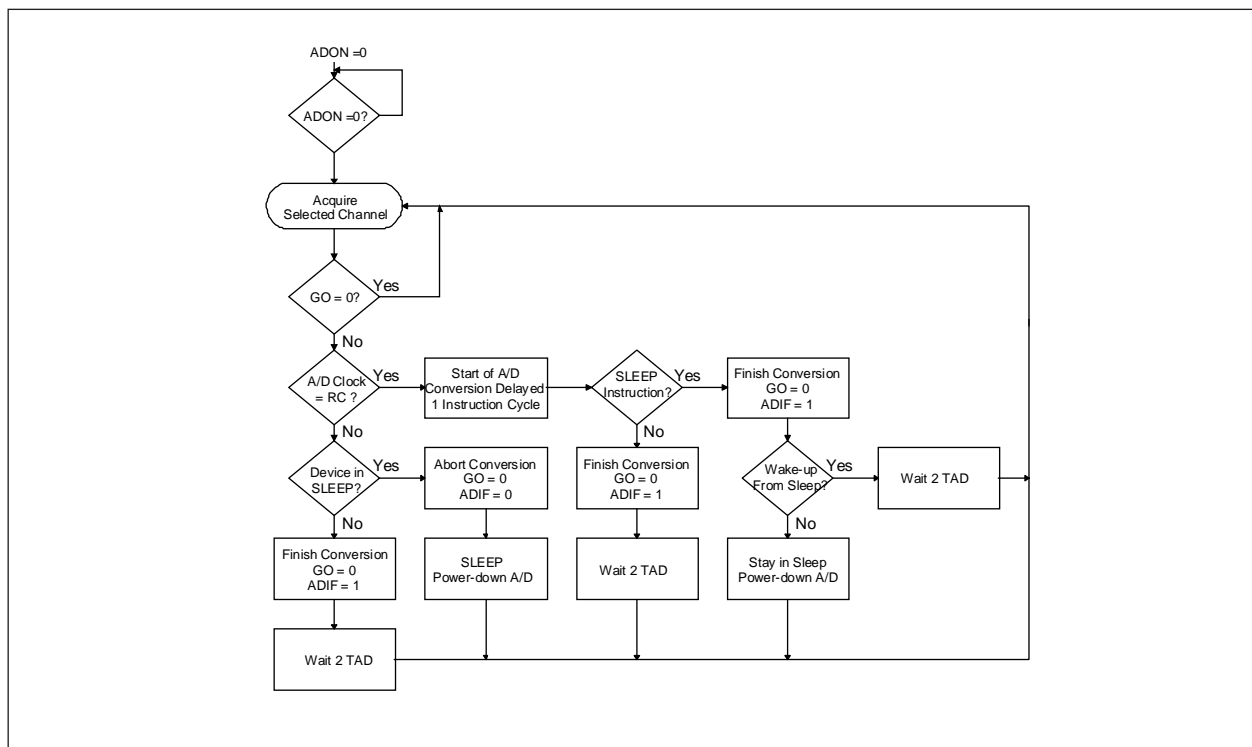 ADON =0
ADON =0?
Acquire
Selected Channel
GO = 0?
Yes
No
A/D Clock
= RC ?
Yes
Start of A/D
Conversion Delayed
1 Instruction Cycle
SLEEP
Instruction?
Yes
Finish Conversion
GO = 0
ADIF = 1
No
No
Device in
SLEEP?
Yes
Abort Conversion
GO = 0
ADIF = 0
Finish Conversion
GO = 0
ADIF = 1
Wake-up
From Sleep?
Yes
Wait 2 TAD
No
No
Finish Conversion
GO = 0
ADIF = 1
SLEEP
Power-down A/D
Wait 2 TAD
Stay in Sleep
Power-down A/D
Wait 2 TAD